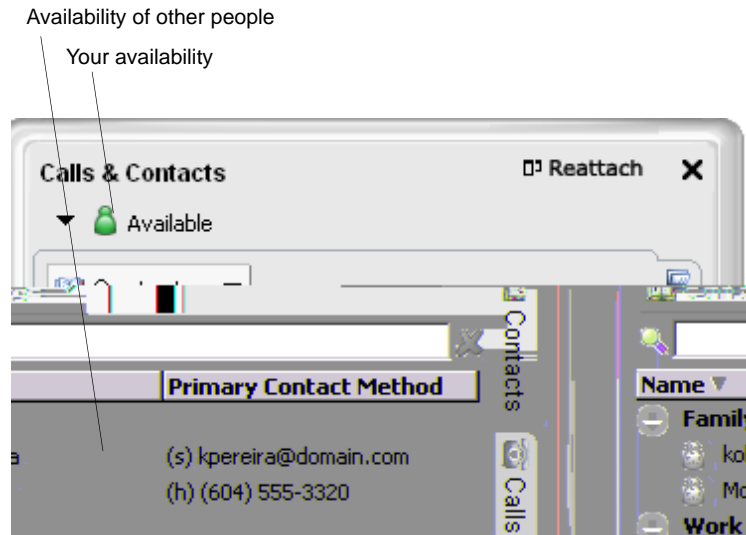 Availability of other people
Your availability
Calls & Contacts
Reattach
Available
Contacts
Primary Contact Method
Name
Family
(s) kpereira@domain.com
(h) (604) 555-3320
Calls
Work